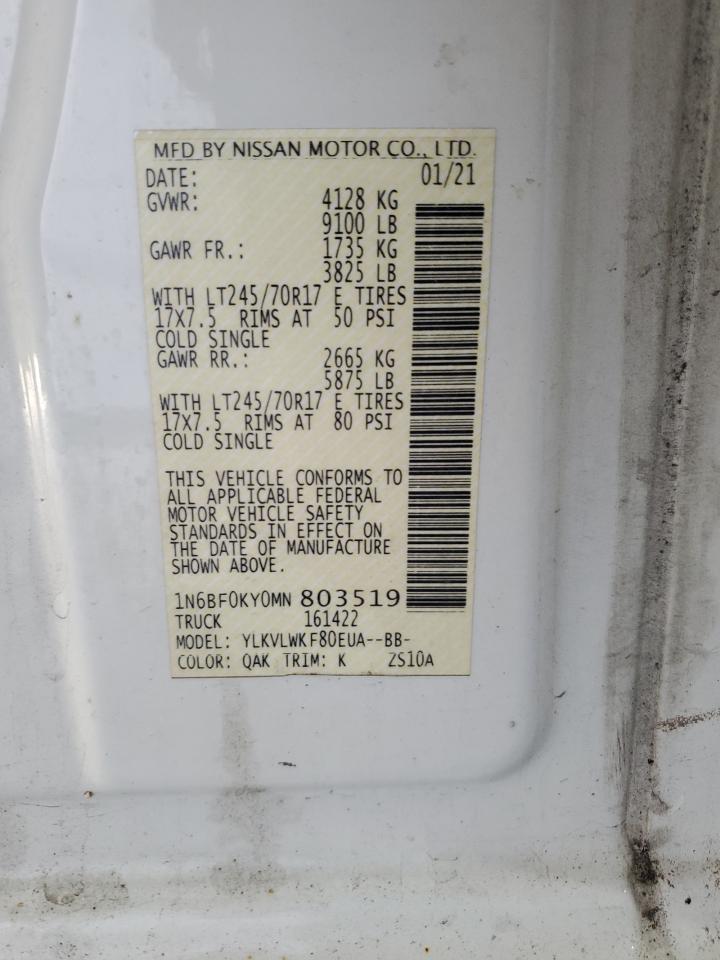 MFD BY NISSAN MOTOR CO., LTD.
DATE: 01/21
GVWR: 4128 KG
9100 LB
GAWR FR.: 1735 KG
3825 LB
WITH LT245/70R17 E TIRES
17X7.5 RIMS AT 50 PSI
COLD SINGLE
GAWR RR.: 2665 KG
5875 LB
WITH LT245/70R17 E TIRES
17X7.5 RIMS AT 80 PSI
COLD SINGLE
THIS VEHICLE CONFORMS TO
ALL APPLICABLE FEDERAL
MOTOR VEHICLE SAFETY
STANDARDS IN EFFECT ON
THE DATE OF MANUFACTURE
SHOWN ABOVE.
1N6BF0KY0MN 803519
TRUCK 161422
MODEL: YLKVLWKF80EUA--BB-
COLOR: QAK TRIM: K ZS10A